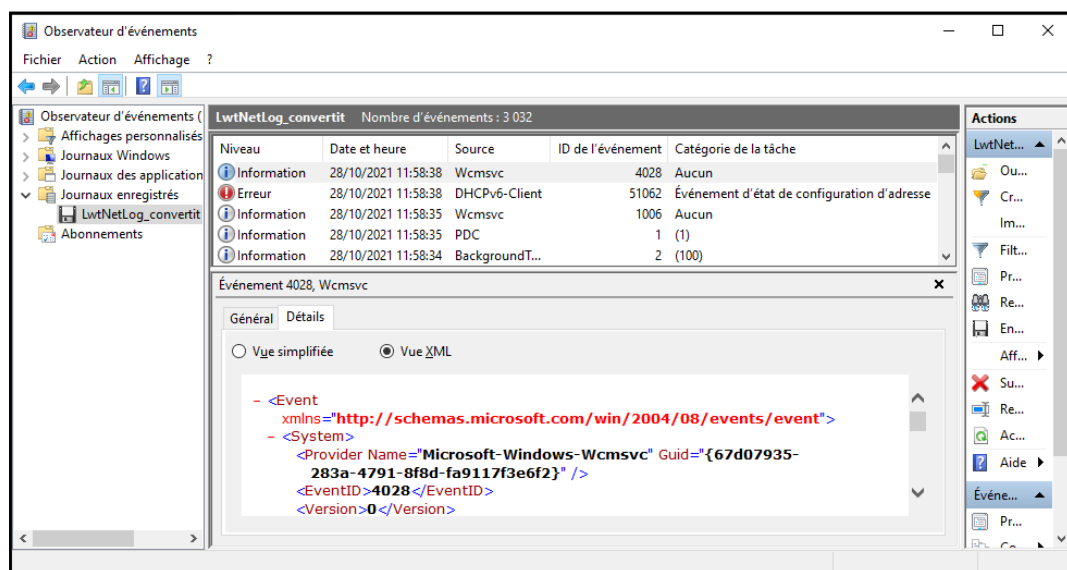 Observateur d'événements
Fichier Action Affichage ?
Observateur d'événements (
Affichages personnalisés
Journaux Windows
Journaux des application
Journaux enregistrés
LwtNetLog_convertit
Abonnements
LwtNetLog_convertit Nombre d'événements : 3 032
Niveau Date et heure Source ID de l'événement Catégorie de la tâche
Information 28/10/2021 11:58:38 Wcmsvc 4028 Aucun
Erreur 28/10/2021 11:58:38 DHCPv6-Client 51062 Événement d'état de configuration d'adresse
Information 28/10/2021 11:58:35 Wcmsvc 1006 Aucun
Information 28/10/2021 11:58:35 PDC 1 (1)
Information 28/10/2021 11:58:34 BackgroundT... 2 (100)
Événement 4028, Wcmsvc
Général Détails
Vue simplifiée Vue XML
- <Event
xmlns="http://schemas.microsoft.com/win/2004/08/events/event">
- <System>
<Provider Name="Microsoft-Windows-Wcmsvc" Guid="{67d07935-
283a-4791-8f8d-fa9117f3e6f2}" />
<EventID>4028</EventID>
<Version>0</Version>
Actions
LwtNet...
Ou...
Cr...
Im...
Filt...
Pr...
Re...
En...
Aff...
Su...
Re...
Ac...
Aide
Événe...
Pr...